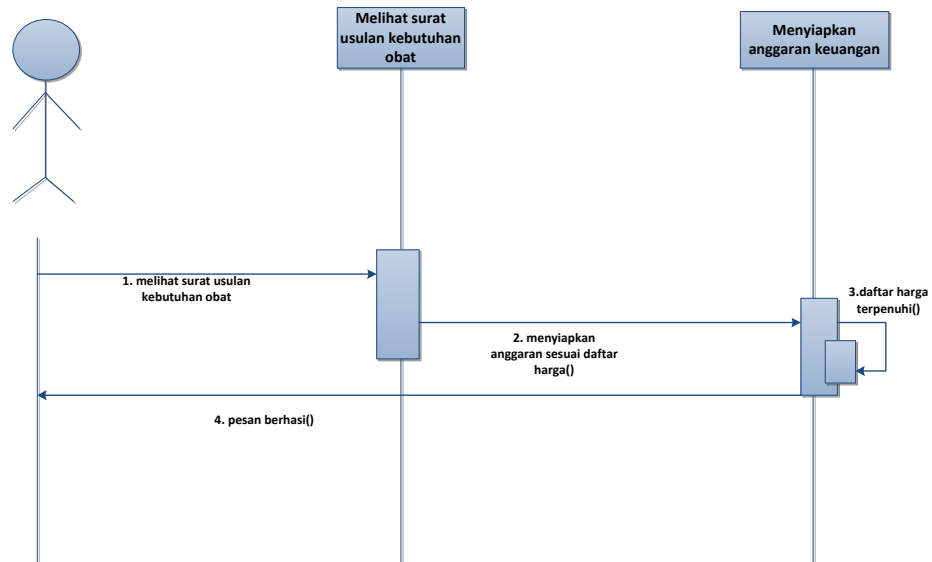 Melihat surat
usulan kebutuhan
obat
Menyiapkan
anggaran keuangan
1. melihat surat usulan
kebutuhan obat
2. menyiapkan
anggaran sesuai daftar
harga()
3.daftar harga
terpenuhi()
4. pesan berhasi()